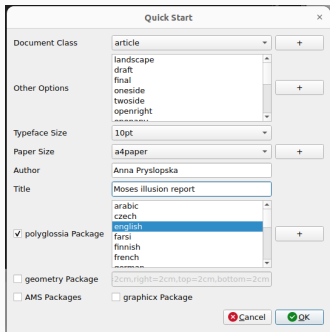 Quick Start
Document Class
article
+
Other Options
landscape
draft
final
oneside
twoside
openright
+
Typeface Size
10pt
Paper Size
a4paper
+
Author
Anna Pryslopska
Title
Moses illusion report
polyglossia Package
arabic
czech
english
farsi
finnish
french
german
+
geometry Package
=2cm,right=2cm,top=2cm,bottom=2cm
AMS Packages
graphicx Package
Cancel
OK